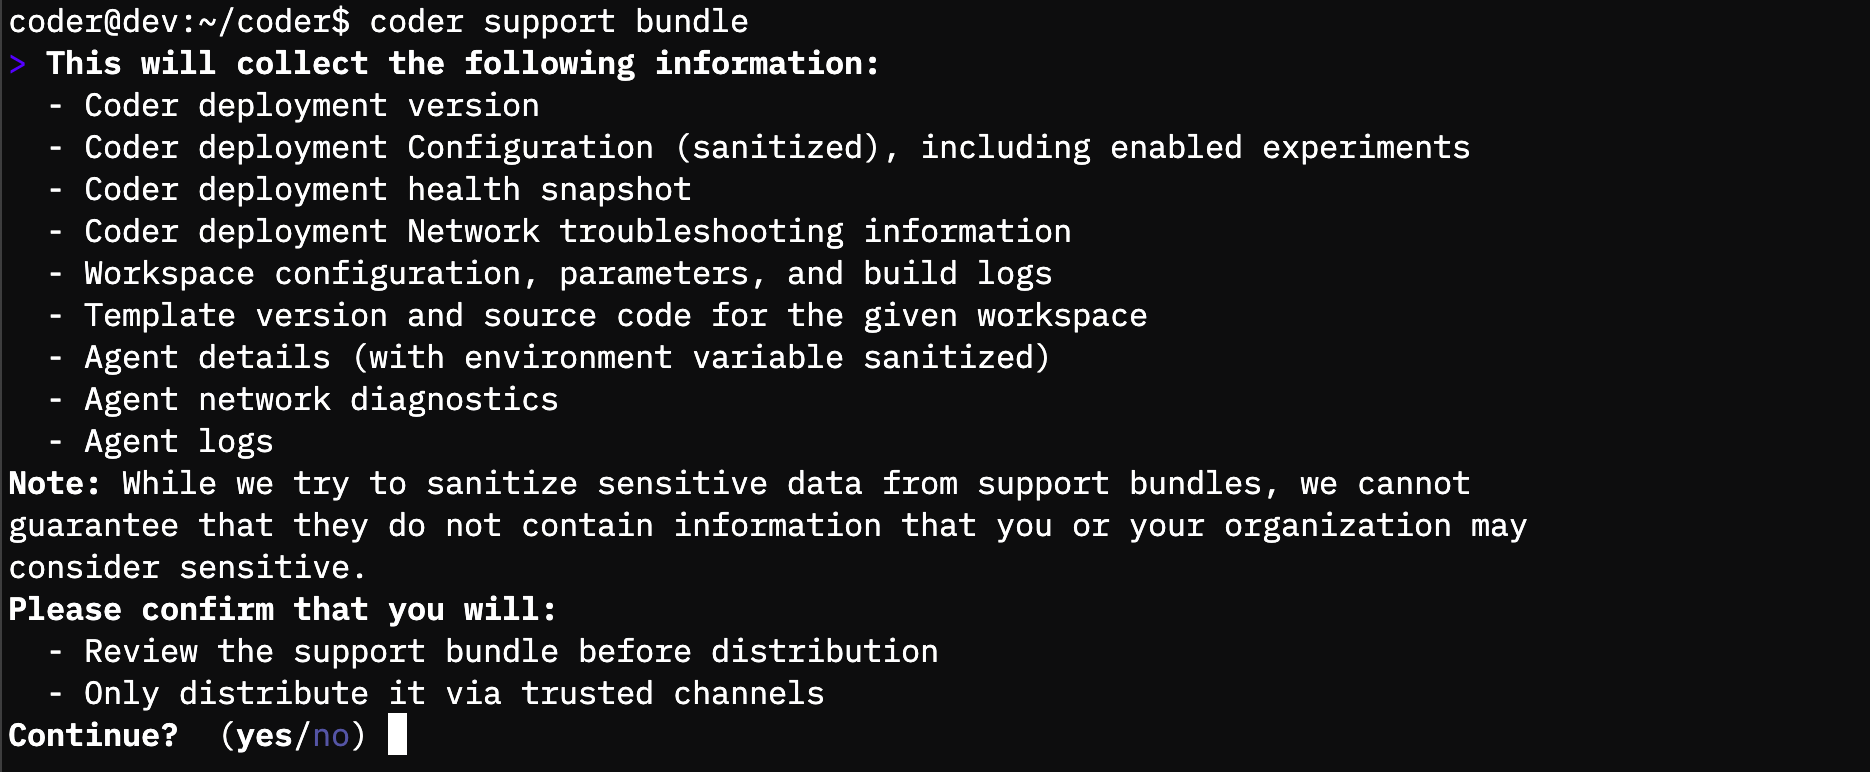 coder@dev:~/coder$ coder support bundle
> This will collect the following information:
  - Coder deployment version
  - Coder deployment Configuration (sanitized), including enabled experiments
  - Coder deployment health snapshot
  - Coder deployment Network troubleshooting information
  - Workspace configuration, parameters, and build logs
  - Template version and source code for the given workspace
  - Agent details (with environment variable sanitized)
  - Agent network diagnostics
  - Agent logs
Note: While we try to sanitize sensitive data from support bundles, we cannot
guarantee that they do not contain information that you or your organization may
consider sensitive.
Please confirm that you will:
  - Review the support bundle before distribution
  - Only distribute it via trusted channels
Continue?  (yes/no)